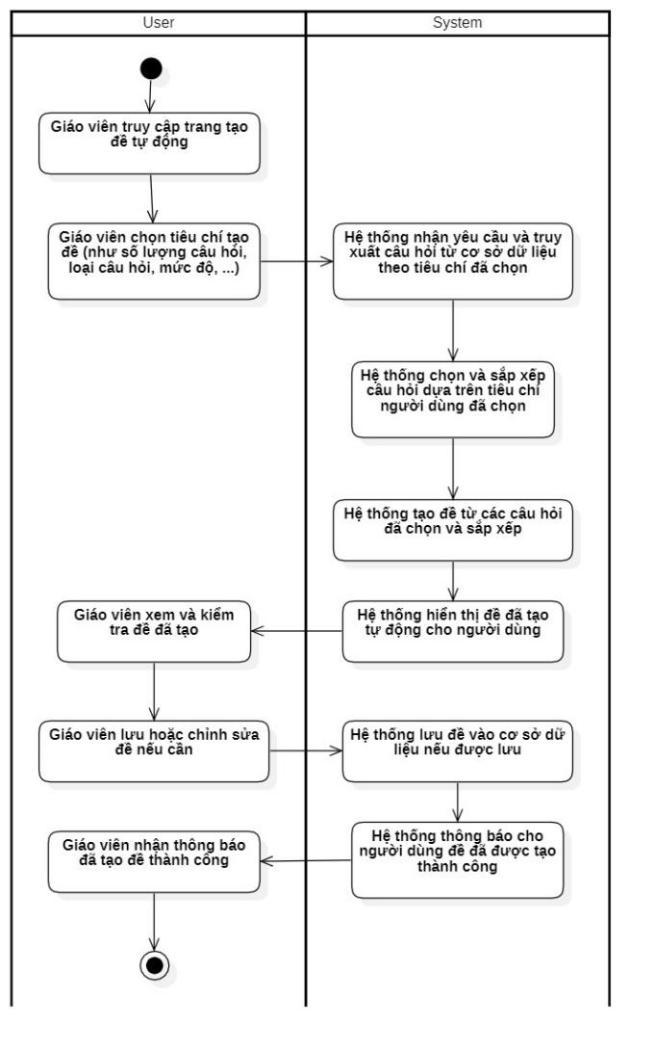 User
System
Giáo viên truy cập trang tạo
đề tự động
Giáo viên chọn tiêu chí tạo
đề (như số lượng câu hỏi,
loại câu hỏi, mức độ, ...)
Hệ thống nhận yêu cầu và truy
xuất câu hỏi từ cơ sở dữ liệu
theo tiêu chí đã chọn
Hệ thống chọn và sắp xếp
câu hỏi dựa trên tiêu chí
người dùng đã chọn
Hệ thống tạo đề từ các câu hỏi
đã chọn và sắp xếp
Hệ thống hiển thị đề đã tạo
tự động cho người dùng
Giáo viên xem và kiểm
tra đề đã tạo
Giáo viên lưu hoặc chỉnh sửa
đề nếu cần
Hệ thống lưu đề vào cơ sở dữ
liệu nếu được lưu
Hệ thống thông báo cho
người dùng đề đã được tạo
thành công
Giáo viên nhận thông báo
đã tạo đề thành công